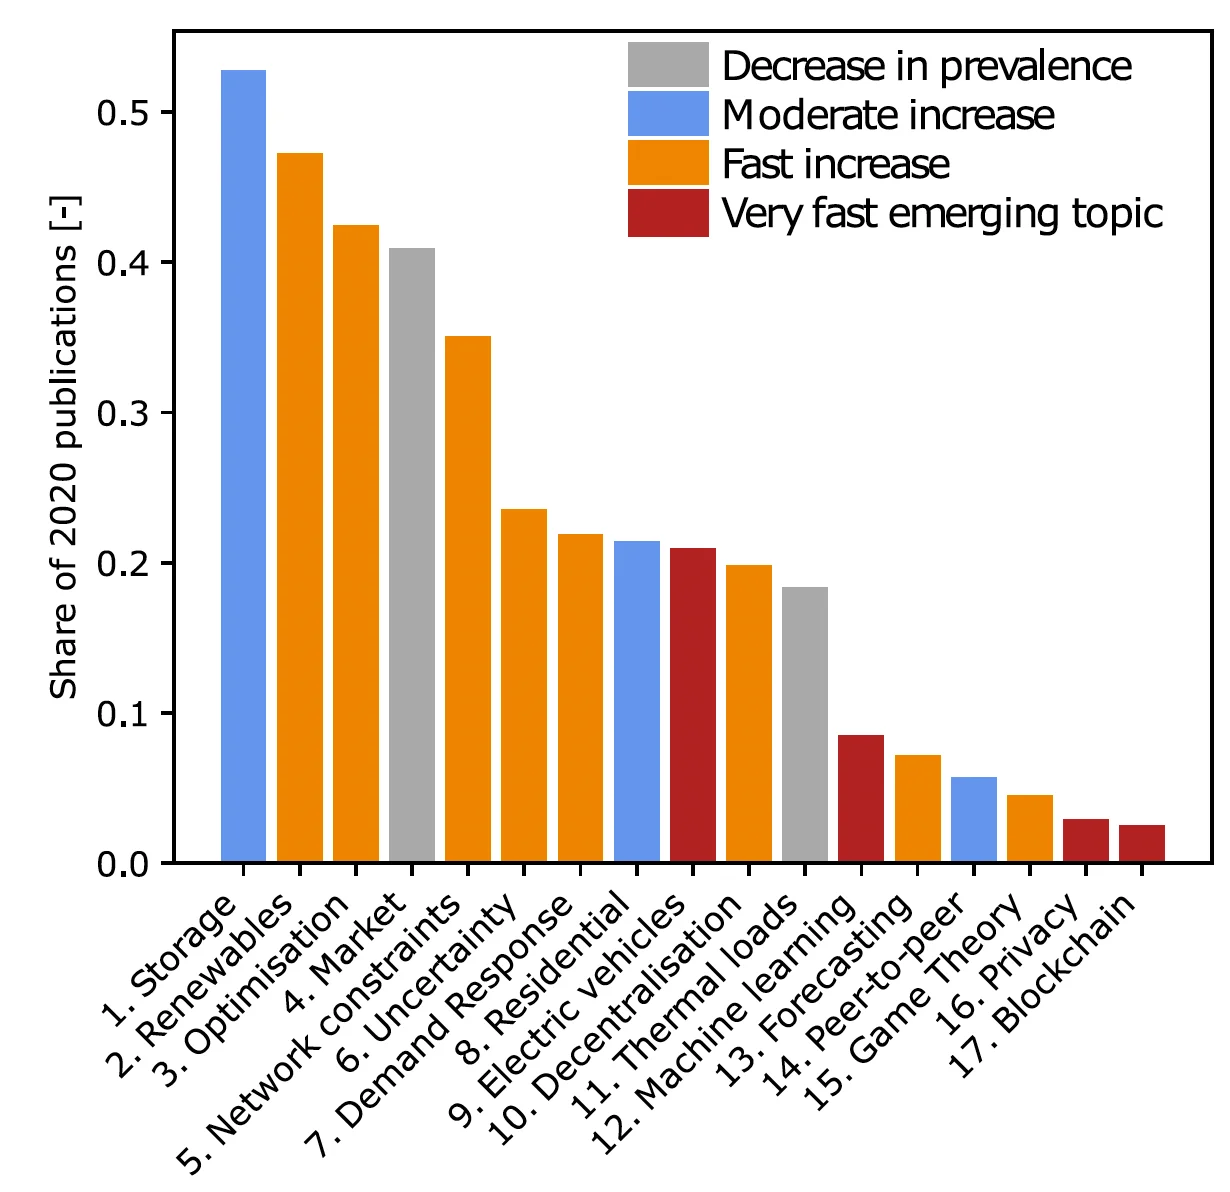 Decrease in prevalence
Moderate increase
Fast increase
Very fast emerging topic
Share of 2020 publications [-]
0.5
0.4
0.3
0.2
0.1
0.0
1. Storage
2. Renewables
3. Optimisation
4. Market
5. Network constraints
6. Uncertainty
7. Demand Response
8. Residential
9. Electric vehicles
10. Decentralisation
11. Thermal loads
12. Machine learning
13. Forecasting
14. Peer-to-peer
15. Game Theory
16. Privacy
17. Blockchain